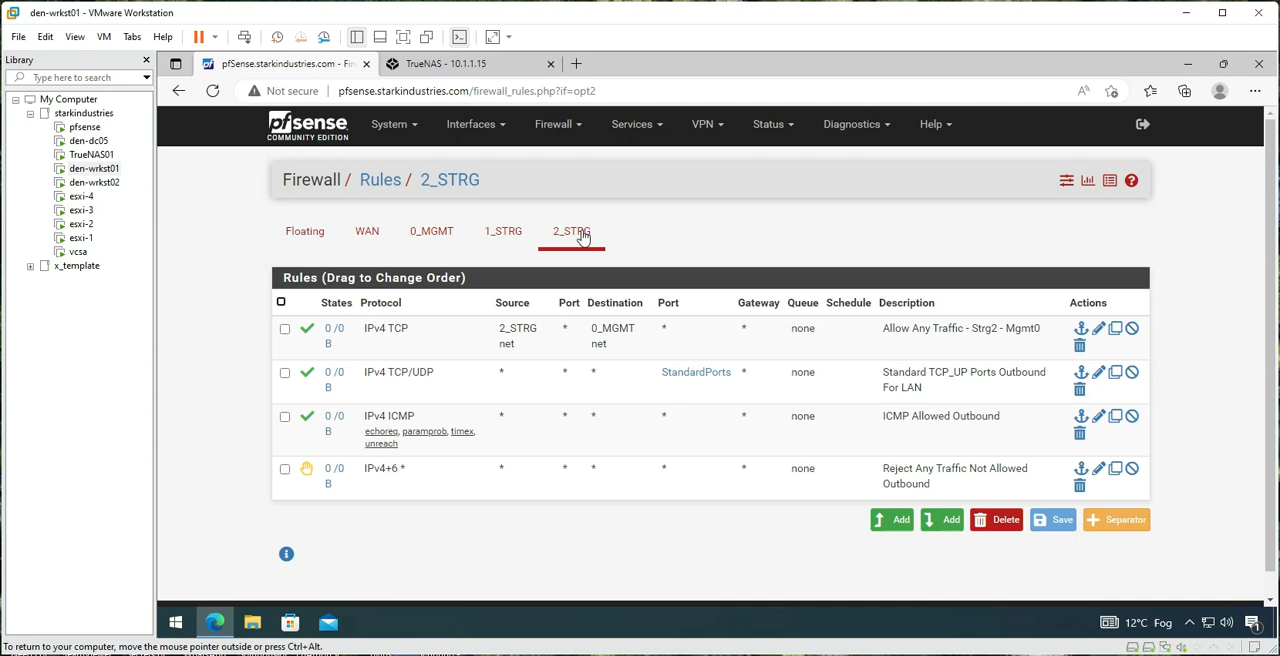 den-wrkst01 - VMware Workstation
File Edit View VM Tabs Help
Library
Type here to search
My Computer
starkindustries
pfsense
den-dc05
TrueNAS01
den-wrkst01
den-wrkst02
esxi-4
esxi-3
esxi-2
esxi-1
vcsa
x_template
pfSense.starkindustries.com - Fire
TrueNAS - 10.1.1.15
Not secure
pfsense.starkindustries.com/firewall_rules.php?if=opt2
pfsense
COMMUNITY EDITION
System Interfaces Firewall Services VPN Status Diagnostics Help
Firewall / Rules / 2_STRG
Floating WAN 0_MGMT 1_STRG 2_STRG
Rules (Drag to Change Order)
States Protocol Source Port Destination Port Gateway Queue Schedule Description Actions
0 /0 IPv4 TCP 2_STRG * 0_MGMT * * none Allow Any Traffic - Strg2 - Mgmt0
B net net
0 /0 IPv4 TCP/UDP * * * StandardPorts * none Standard TCP_UP Ports Outbound
B For LAN
0 /0 IPv4 ICMP * * * * * none ICMP Allowed Outbound
B echoreq, paramprob, timex,
unreach
0 /0 IPv4+6 * * * * * * none Reject Any Traffic Not Allowed
B Outbound
Add Add Delete Save Separator
12°C Fog
1
To return to your computer, move the mouse pointer outside or press Ctrl+Alt.